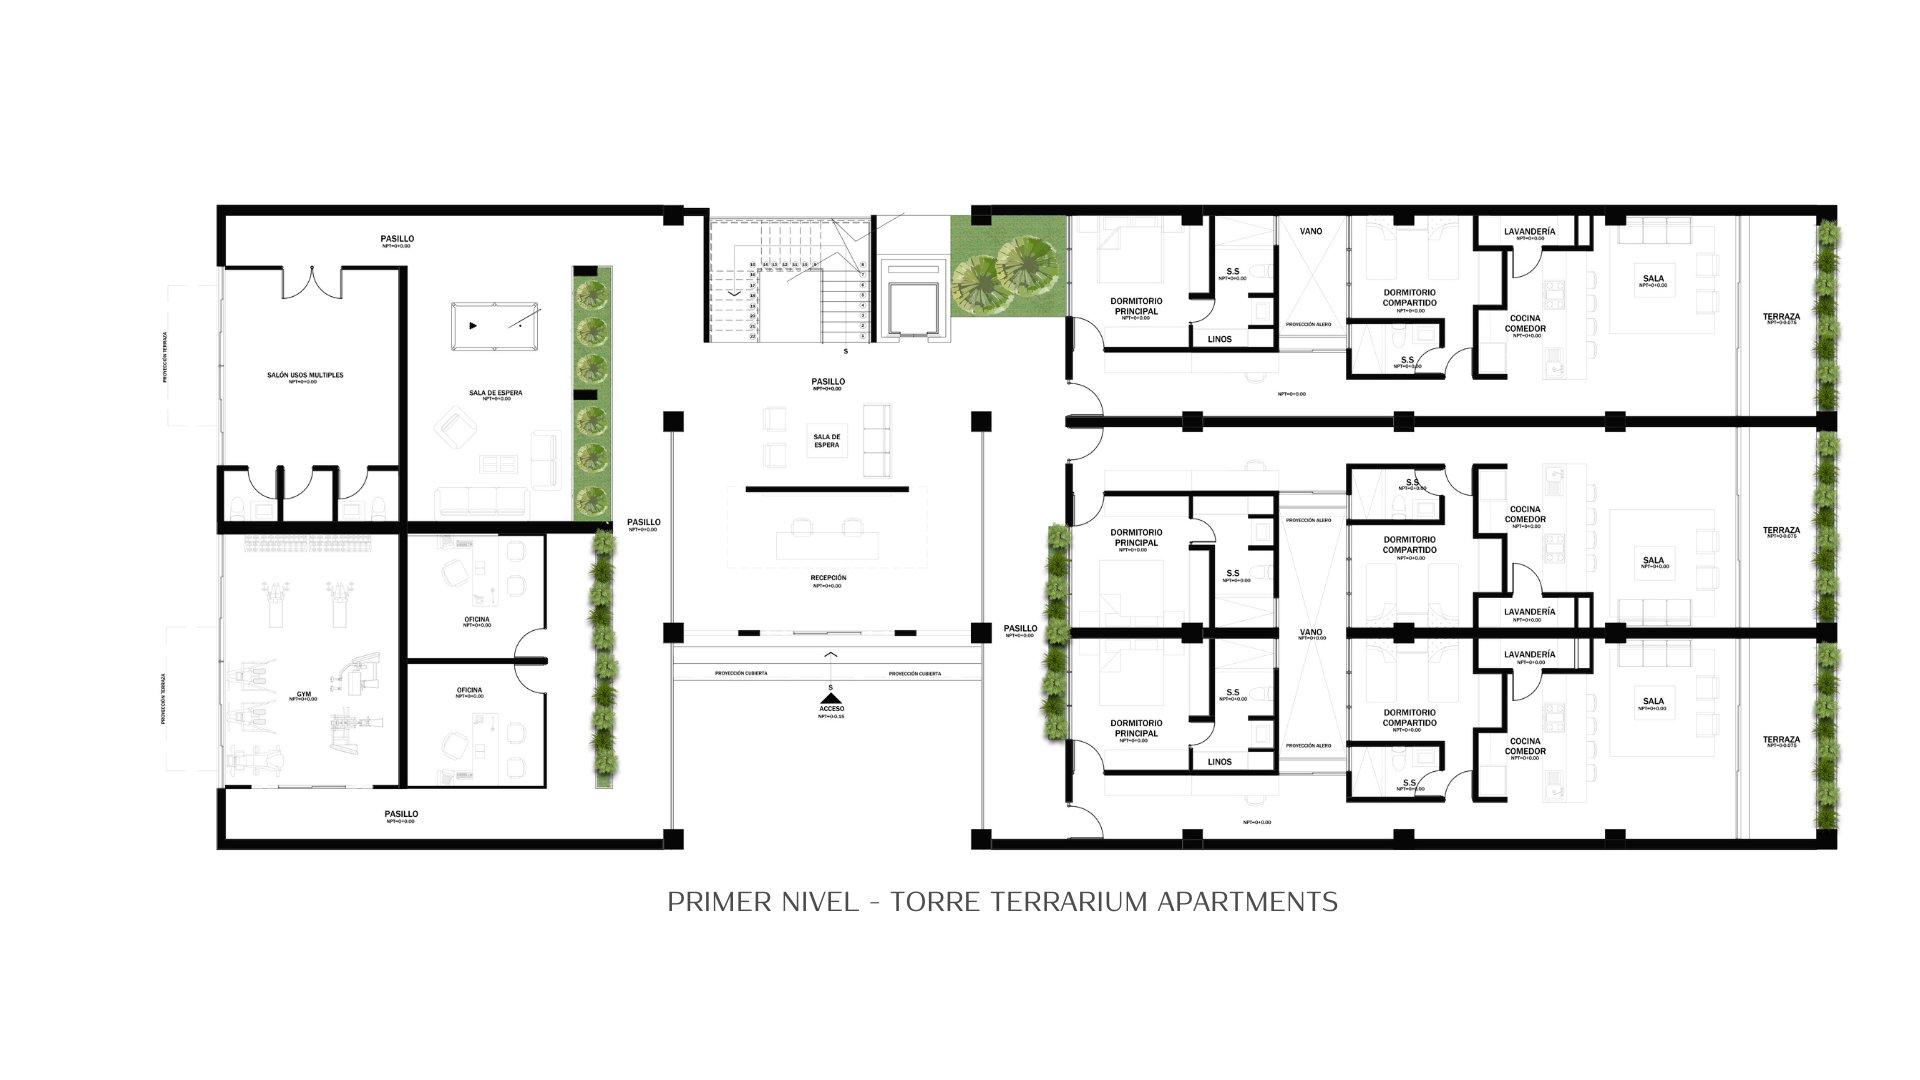 PASILLO
NPT=0+0.00
PROYECCIÓN TERRAZA
SALÓN USOS MULTIPLES
NPT=0+0.00
SALA DE ESPERA
NPT=0+0.00
PASILLO
NPT=0+0.00
OFICINA
NPT=0+0.00
OFICINA
NPT=0+0.00
GYM
NPT=0+0.00
PROYECCIÓN TERRAZA
PASILLO
NPT=0+0.00
S
PASILLO
NPT=0+0.00
SALA DE
ESPERA
RECEPCIÓN
NPT=0+0.00
PROYECCIÓN CUBIERTA
PROYECCIÓN CUBIERTA
S
ACCESO
NPT=0-0.15
PASILLO
NPT=0+0.00
DORMITORIO
PRINCIPAL
NPT=0+0.00
S.S
NPT=0+0.00
LINOS
VANO
PROYECCIÓN ALERO
DORMITORIO
COMPARTIDO
NPT=0+0.00
S.S
NPT=0+0.00
LAVANDERÍA
NPT=0+0.00
COCINA
COMEDOR
NPT=0+0.00
SALA
NPT=0+0.00
TERRAZA
NPT=0-0.075
NPT=0+0.00
DORMITORIO
PRINCIPAL
NPT=0+0.00
S.S
NPT=0+0.00
PROYECCIÓN ALERO
S.S
NPT=0+0.00
DORMITORIO
COMPARTIDO
NPT=0+0.00
COCINA
COMEDOR
NPT=0+0.00
LAVANDERÍA
NPT=0+0.00
SALA
NPT=0+0.00
TERRAZA
NPT=0-0.075
VANO
NPT=0+0.00
DORMITORIO
PRINCIPAL
NPT=0+0.00
S.S
NPT=0+0.00
LINOS
PROYECCIÓN ALERO
DORMITORIO
COMPARTIDO
NPT=0+0.00
S.S
NPT=0+0.00
LAVANDERÍA
NPT=0+0.00
COCINA
COMEDOR
NPT=0+0.00
SALA
NPT=0+0.00
TERRAZA
NPT=0-0.075
NPT=0+0.00
PRIMER NIVEL - TORRE TERRARIUM APARTMENTS